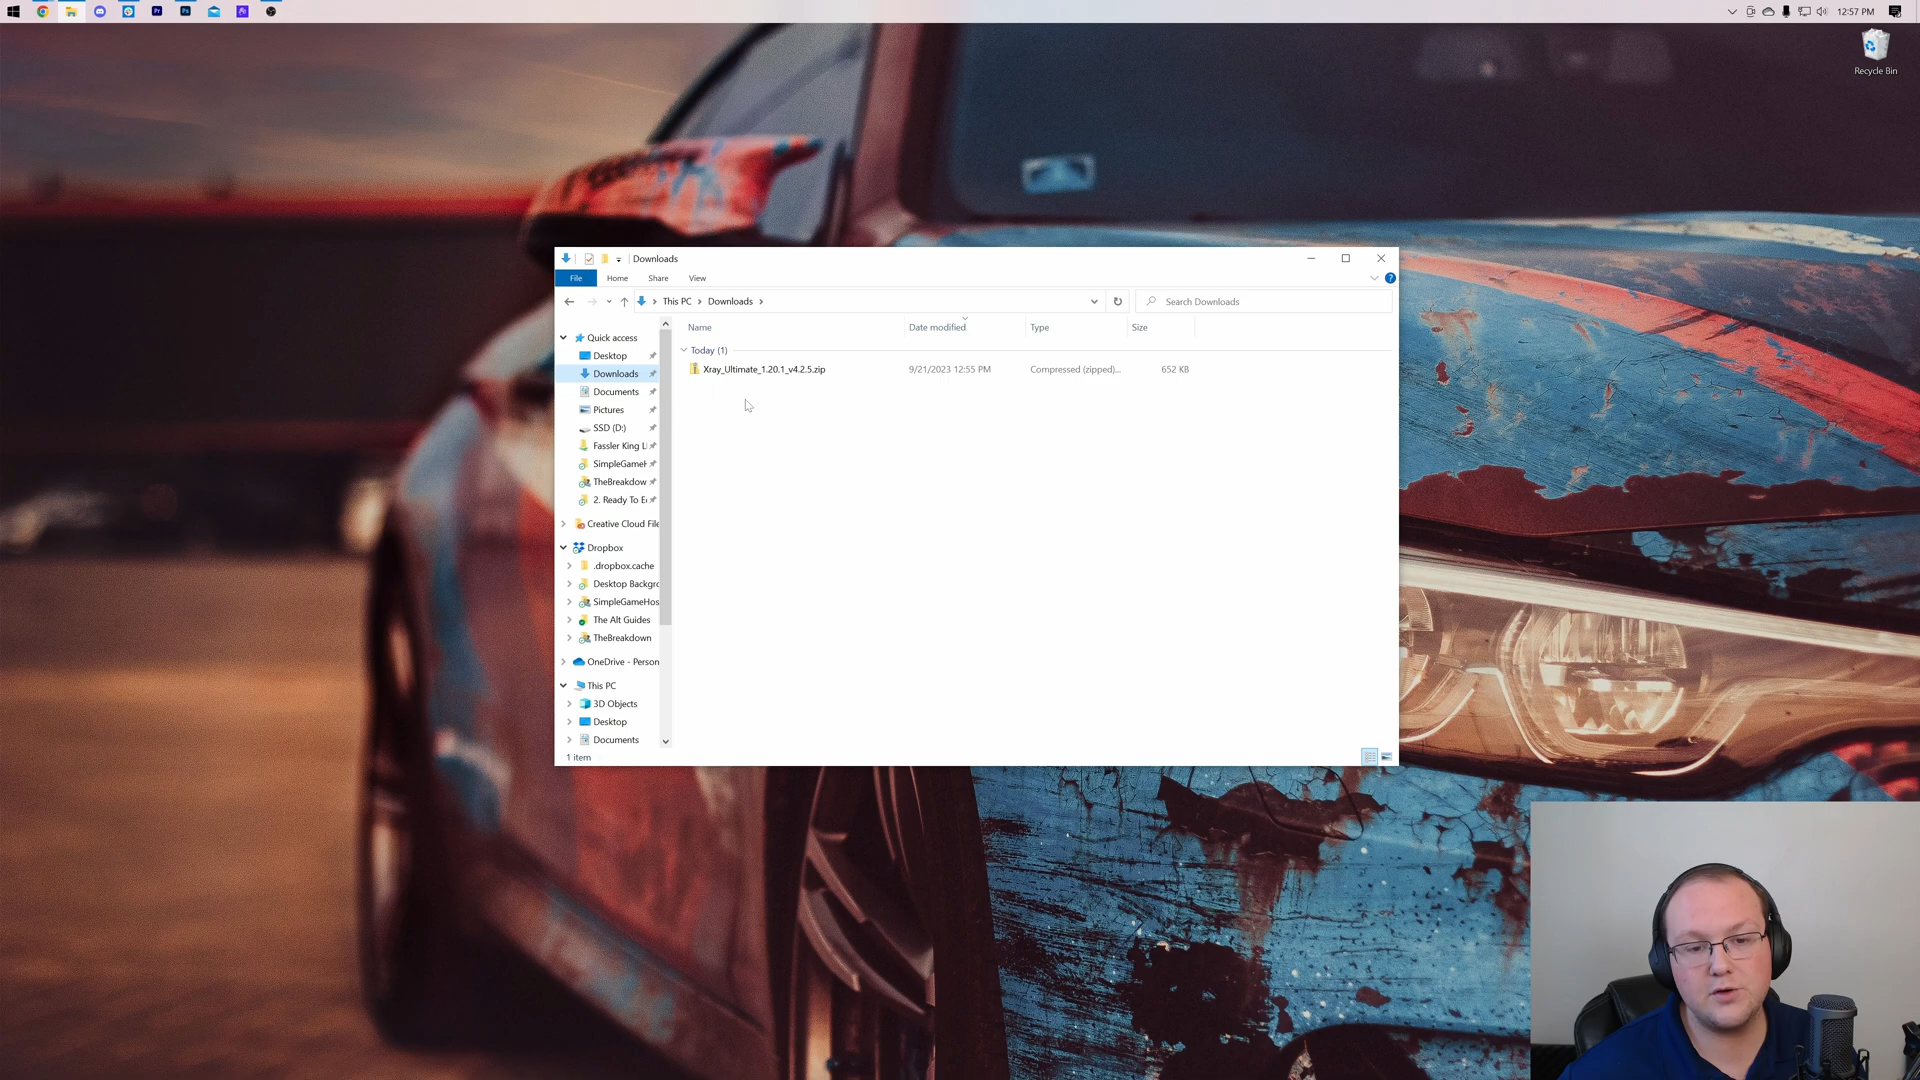 12:57 PM
Recycle Bin
Downloads
File
Home
Share
View
This PC
Downloads
Search Downloads
Name
Date modified
Type
Size
Today (1)
Xray_Ultimate_1.20.1_v4.2.5.zip
9/21/2023 12:55 PM
Compressed (zipped)...
652 KB
Quick access
Desktop
Downloads
Documents
Pictures
SSD (D:)
Fassler King L
SimpleGameH
TheBreakdow
2. Ready To E
Creative Cloud File
Dropbox
.dropbox.cache
Desktop Backgro
SimpleGameHos
The Alt Guides
TheBreakdown
OneDrive - Person
This PC
3D Objects
Desktop
Documents
1 item